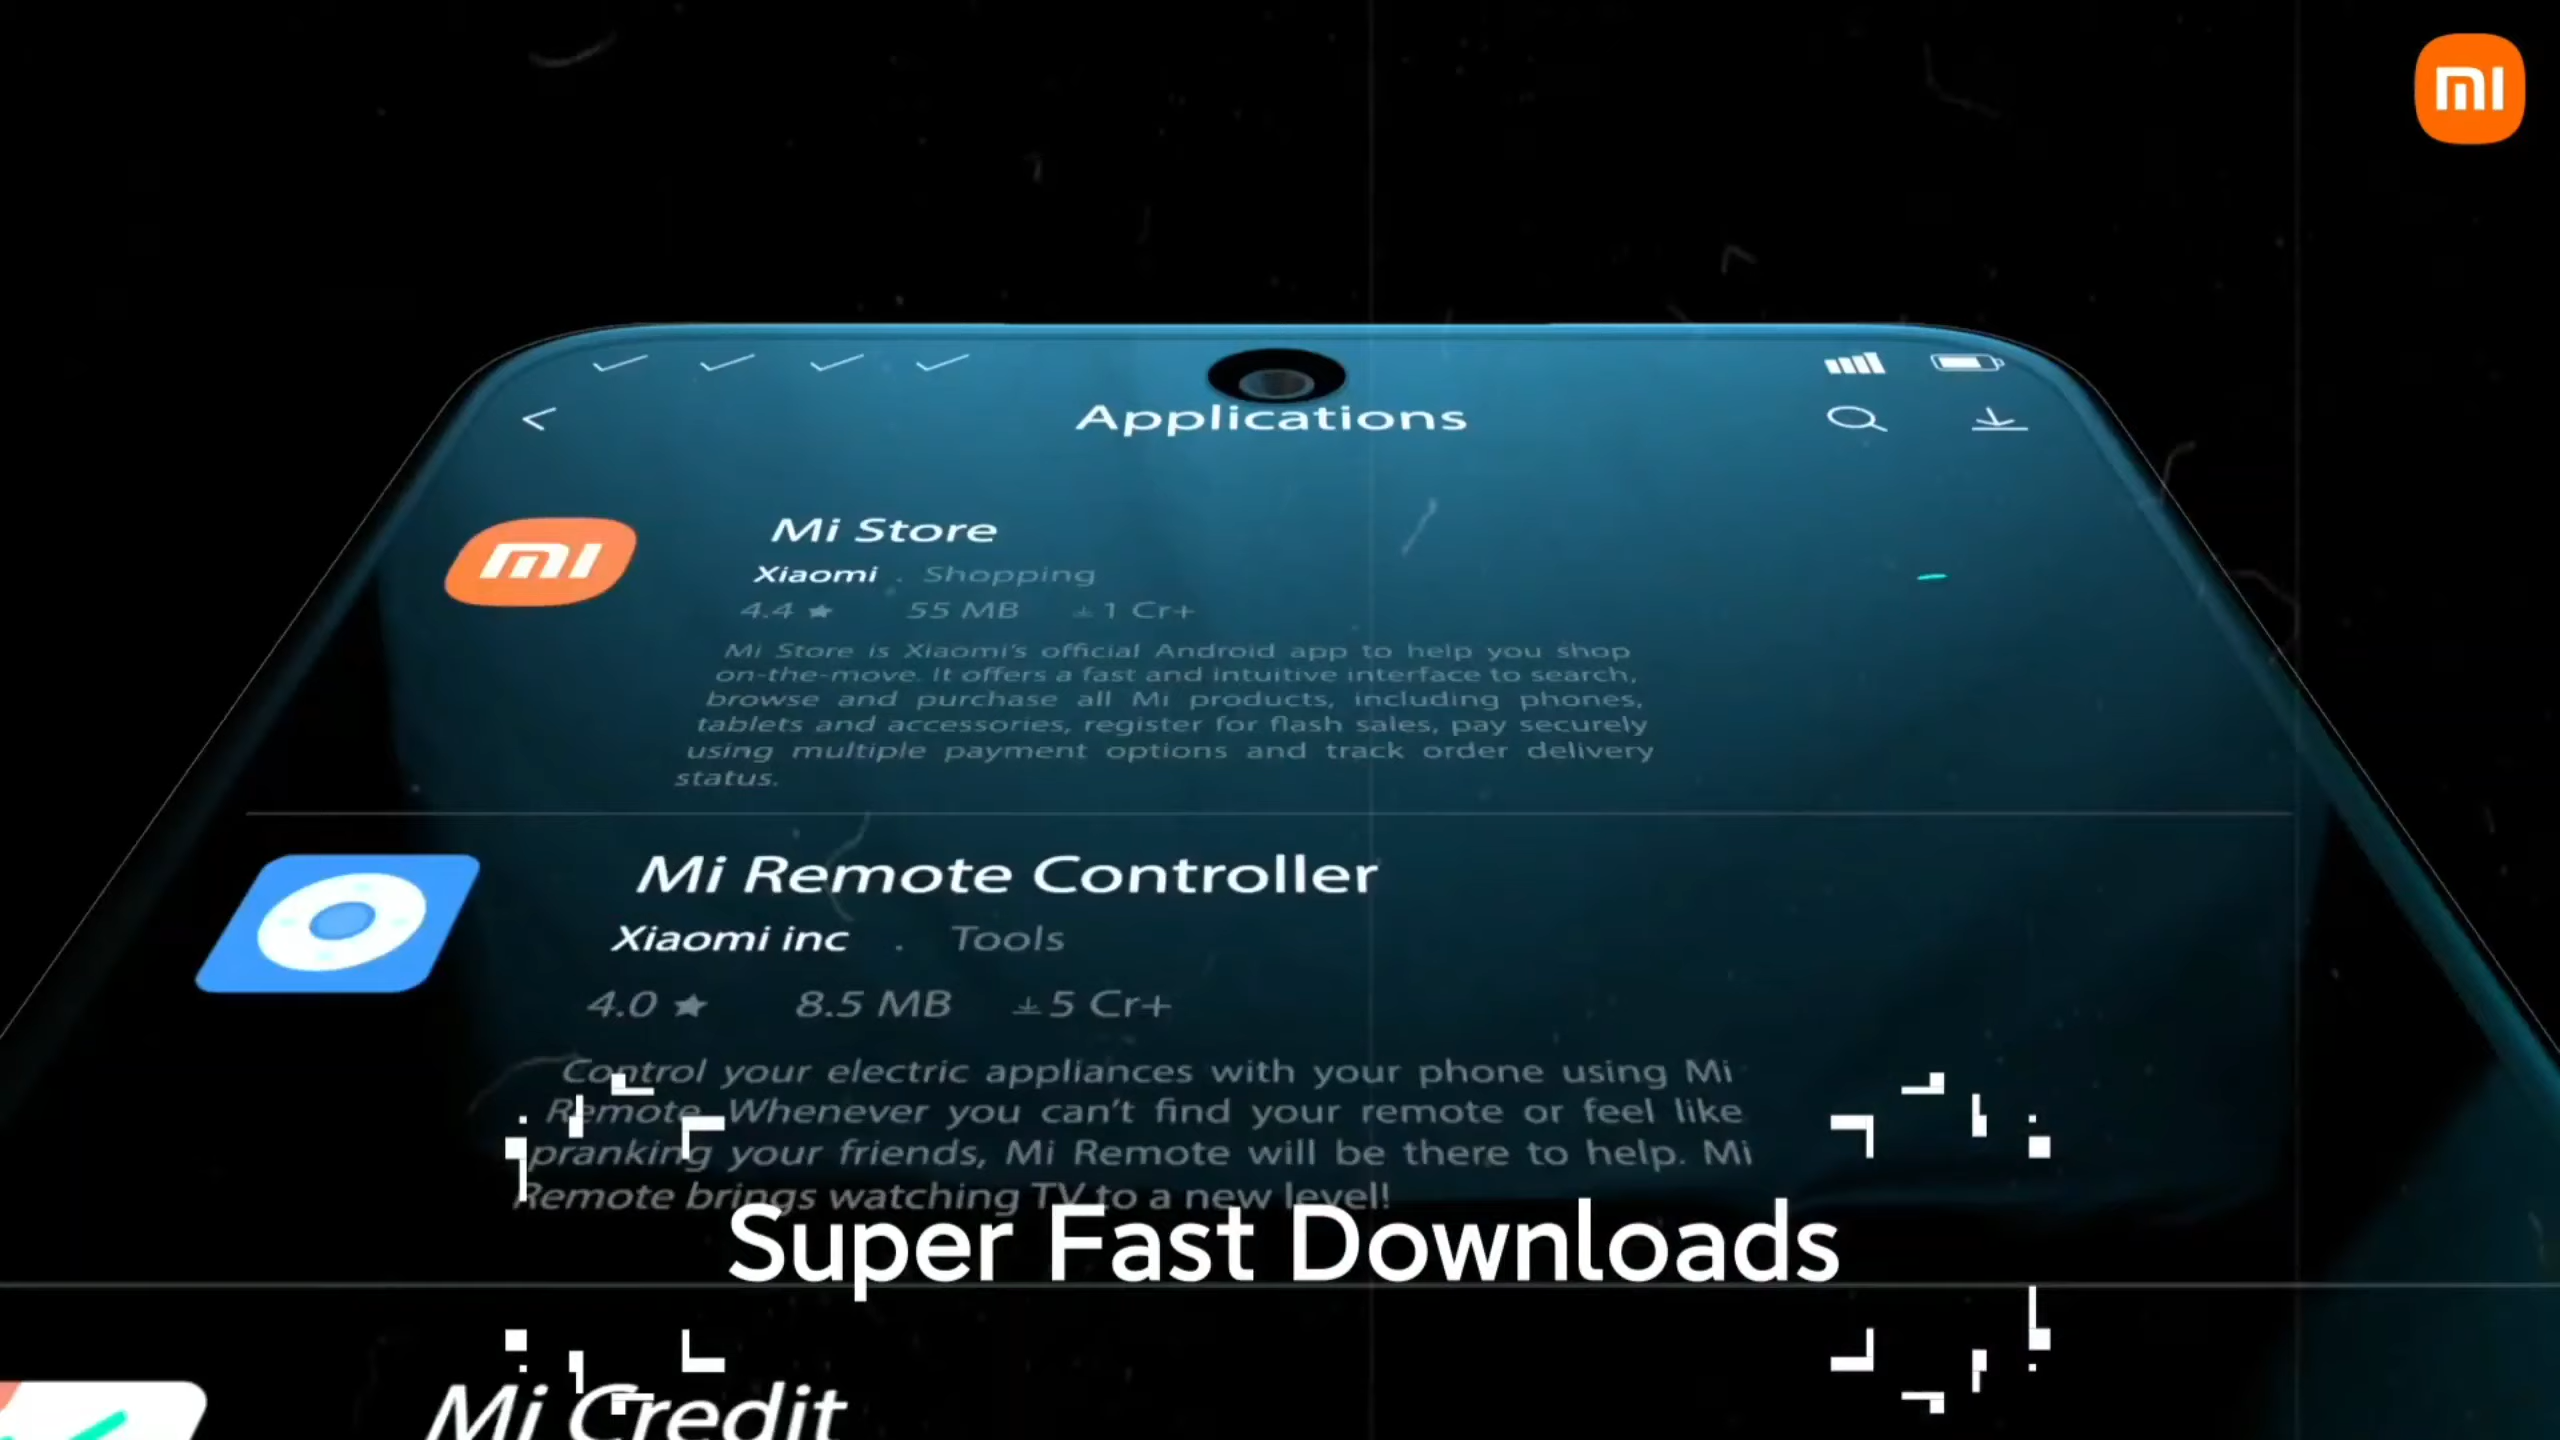 mi
Applications
mi
Mi Store
Xiaomi . Shopping
4.4 ★ 55 MB 1 Cr+
Mi Store is Xiaomi's official Android app to help you shop
on-the-move. It offers a fast and intuitive interface to search,
browse and purchase all Mi products, including phones,
tablets and accessories, register for flash sales, pay securely
using multiple payment options and track order delivery
status.
Mi Remote Controller
Xiaomi inc . Tools
4.0 ★ 8.5 MB 5 Cr+
Control your electric appliances with your phone using Mi
Remote. Whenever you can't find your remote or feel like
pranking your friends, Mi Remote will be there to help. Mi
Remote brings watching TV to a new level!
Super Fast Downloads
Mi Credit